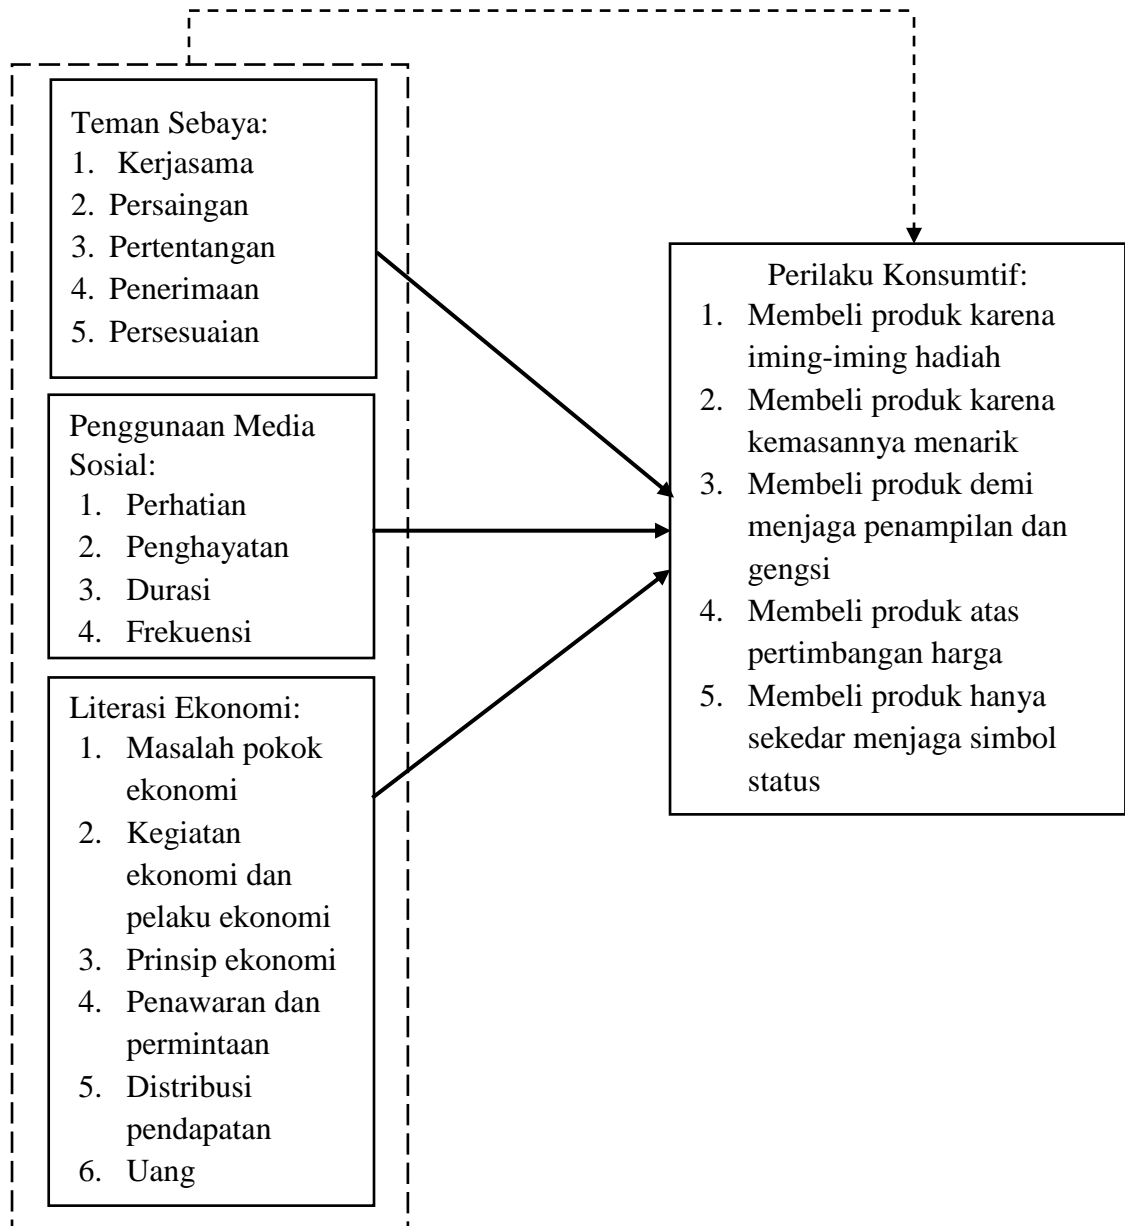 Teman Sebaya:
1. Kerjasama
2. Persaingan
3. Pertentangan
4. Penerimaan
5. Persesuaian
Penggunaan Media
Sosial:
1. Perhatian
2. Penghayatan
3. Durasi
4. Frekuensi
Literasi Ekonomi:
1. Masalah pokok
ekonomi
2. Kegiatan
ekonomi dan
pelaku ekonomi
3. Prinsip ekonomi
4. Penawaran dan
permintaan
5. Distribusi
pendapatan
6. Uang
Perilaku Konsumtif:
1. Membeli produk karena
iming-iming hadiah
2. Membeli produk karena
kemasannya menarik
3. Membeli produk demi
menjaga penampilan dan
gengsi
4. Membeli produk atas
pertimbangan harga
5. Membeli produk hanya
sekedar menjaga simbol
status